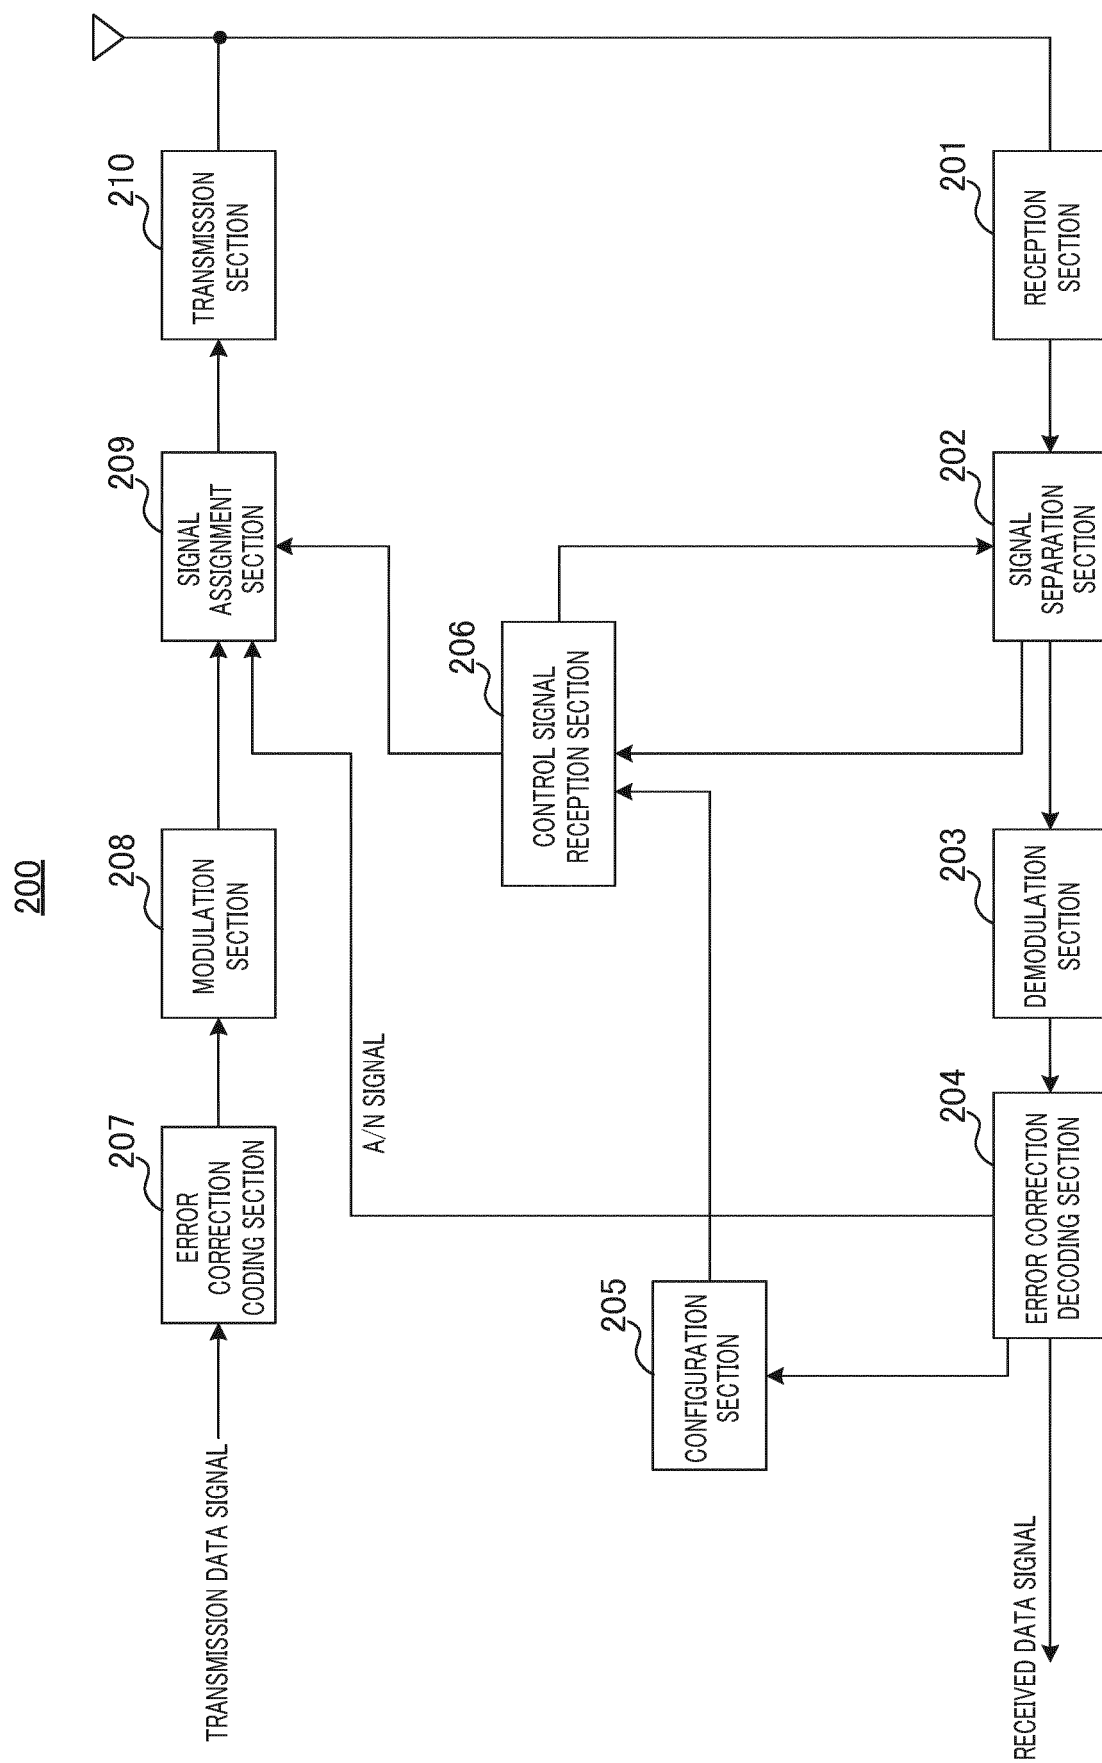 200
TRANSMISSION DATA SIGNAL
207
ERROR
CORRECTION
CODING SECTION
208
MODULATION
SECTION
209
SIGNAL
ASSIGNMENT
SECTION
210
TRANSMISSION
SECTION
A/N SIGNAL
205
CONFIGURATION
SECTION
206
CONTROL SIGNAL
RECEPTION SECTION
RECEIVED DATA SIGNAL
204
ERROR CORRECTION
DECODING SECTION
203
DEMODULATION
SECTION
202
SIGNAL
SEPARATION
SECTION
201
RECEPTION
SECTION